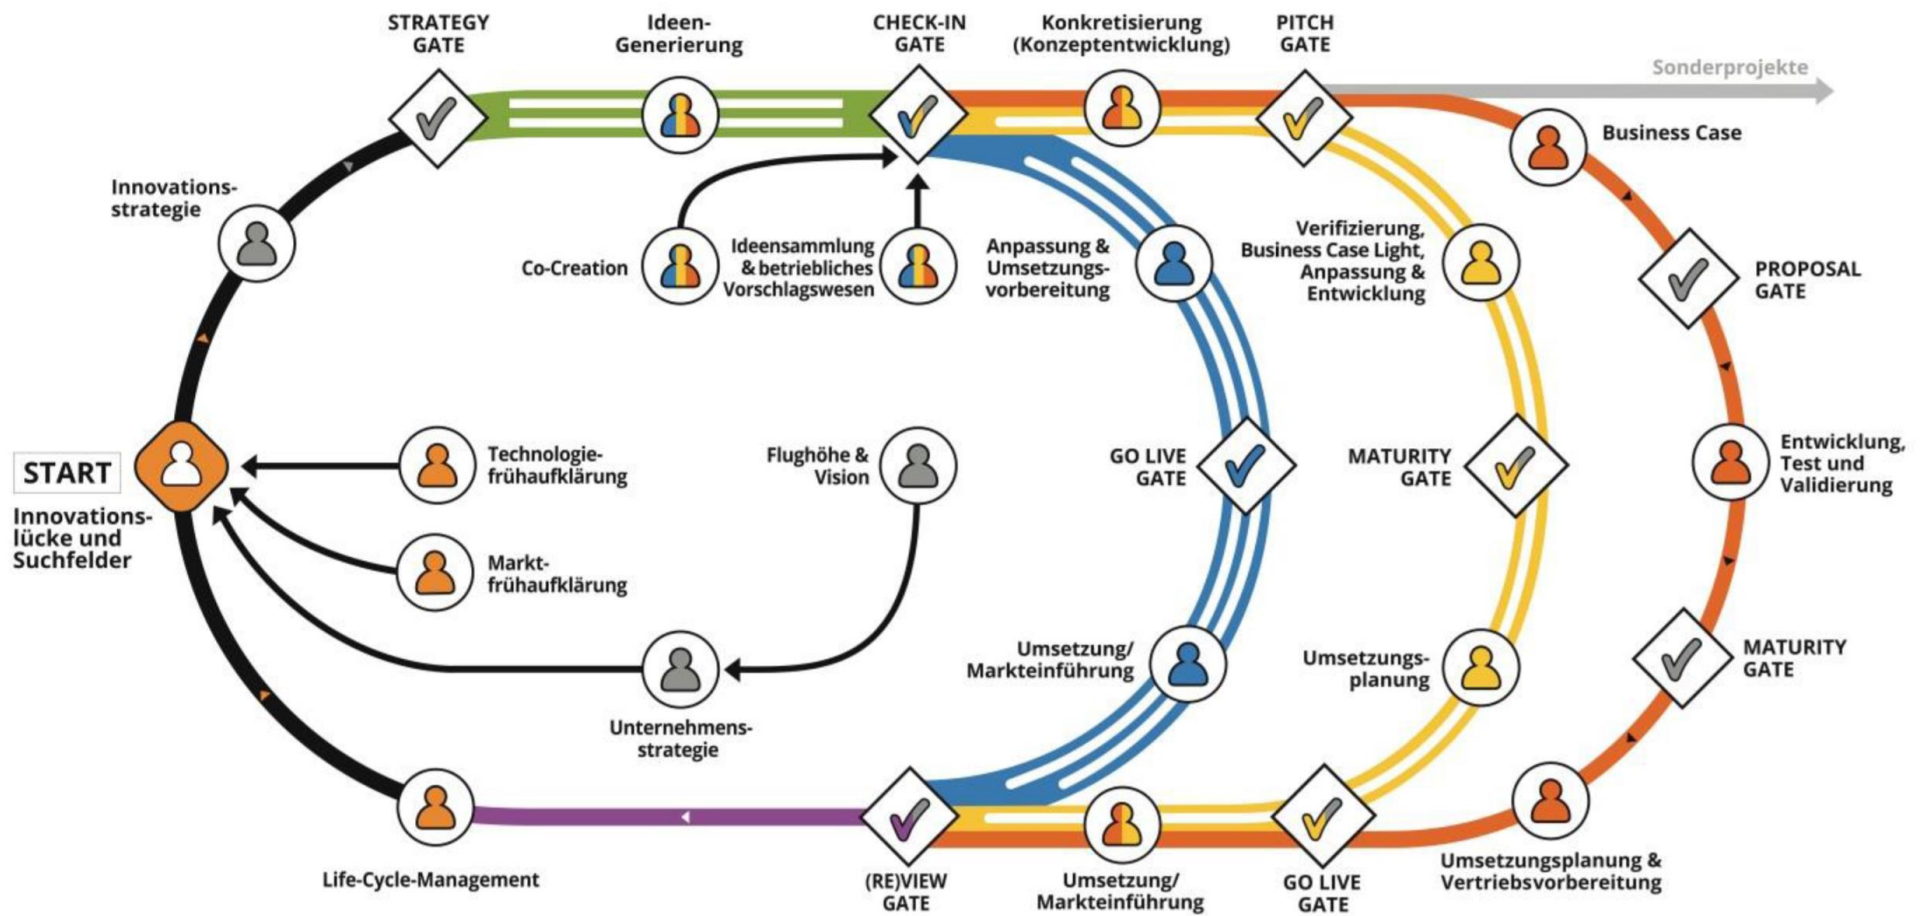 STRATEGY
GATE
Ideen-
Generierung
CHECK-IN
GATE
Konkretisierung
(Konzeptentwicklung)
PITCH
GATE
Sonderprojekte
Business Case
Innovations-
strategie
Co-Creation
Ideensammlung
& betriebliches
Vorschlagswesen
Anpassung &
Umsetzungs-
vorbereitung
Verifizierung,
Business Case Light,
Anpassung &
Entwicklung
PROPOSAL
GATE
START
Innovations-
lücke und
Suchfelder
Technologie-
frühaufklärung
Markt-
frühaufklärung
Flughöhe &
Vision
GO LIVE
GATE
MATURITY
GATE
Entwicklung,
Test und
Validierung
Unternehmens-
strategie
Umsetzung/
Markteinführung
Umsetzungs-
planung
MATURITY
GATE
Life-Cycle-Management
(RE)VIEW
GATE
Umsetzung/
Markteinführung
GO LIVE
GATE
Umsetzungsplanung &
Vertriebsvorbereitung